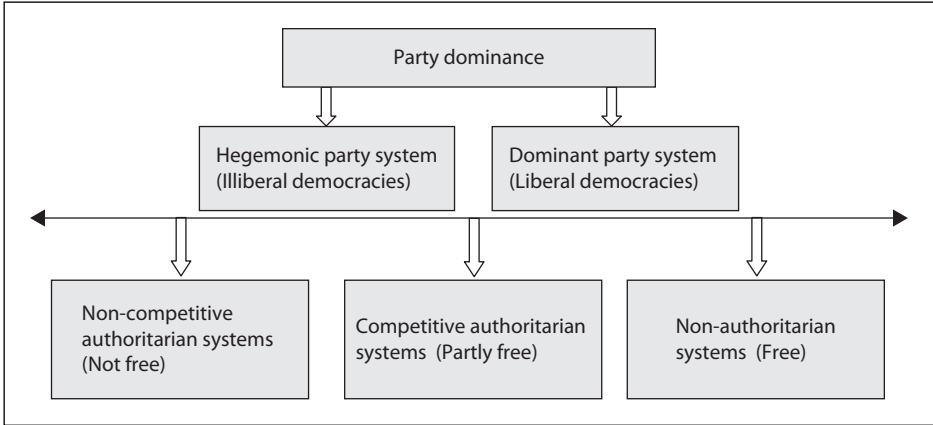 Party dominance
Hegemonic party system
(Illiberal democracies)
Dominant party system
(Liberal democracies)
Non-competitive
authoritarian systems
(Not free)
Competitive authoritarian
systems (Partly free)
Non-authoritarian
systems (Free)